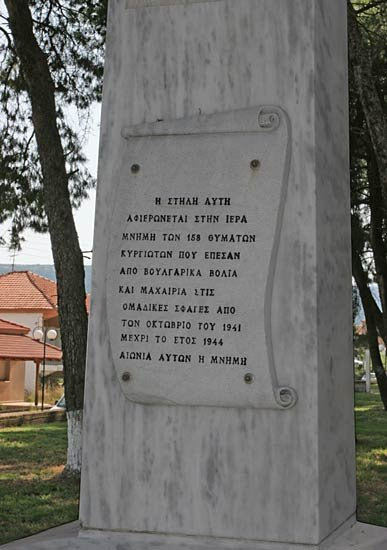 Η ΣΤΗΛΗ ΑΥΤΗ
ΑΦΙΕΡΩΝΕΤΑΙ ΣΤΗΝ ΙΕΡΑ
ΜΝΗΜΗ ΤΩΝ 158 ΘΥΜΑΤΩΝ
ΚΥΡΓΙΩΤΩΝ ΠΟΥ ΕΠΕΣΑΝ
ΑΠΟ ΒΟΥΛΓΑΡΙΚΑ ΒΟΛΙΑ
ΚΑΙ ΜΑΧΑΙΡΙΑ ΣΤΙΣ
ΟΜΑΔΙΚΕΣ ΣΦΑΓΕΣ ΑΠΟ
ΤΩΝ ΟΚΤΩΒΡΙΟ ΤΟΥ 1941
ΜΕΧΡΙ ΤΟ ΕΤΟΣ 1944
ΑΙΩΝΙΑ ΑΥΤΩΝ Η ΜΝΗΜΗ